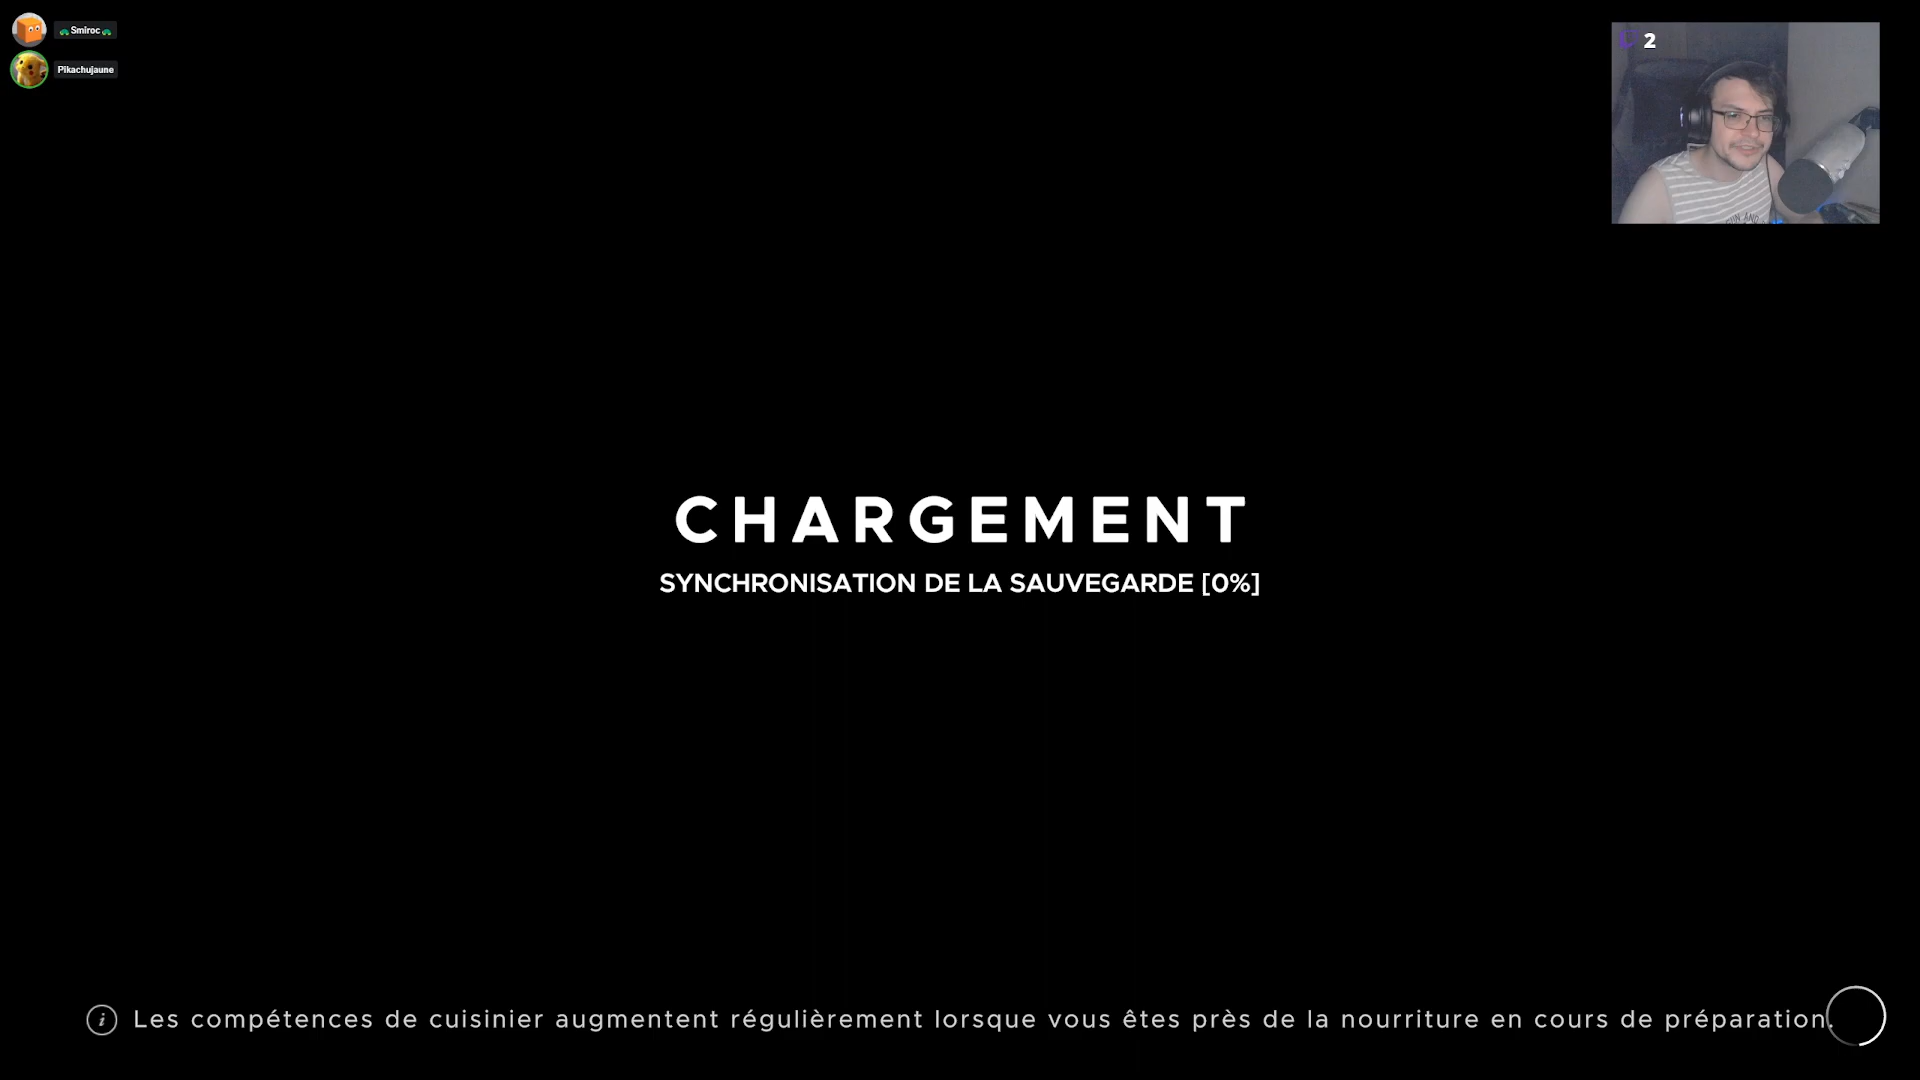 Smiroc
Pikachujaune
2
CHARGEMENT
SYNCHRONISATION DE LA SAUVEGARDE [0%]
Les compétences de cuisinier augmentent régulièrement lorsque vous êtes près de la nourriture en cours de préparation.